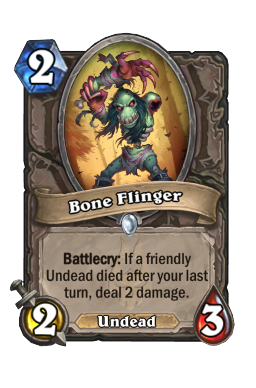 2
Bone Flinger
Battlecry: If a friendly
Undead died after your last
turn, deal 2 damage.
2
Undead
3